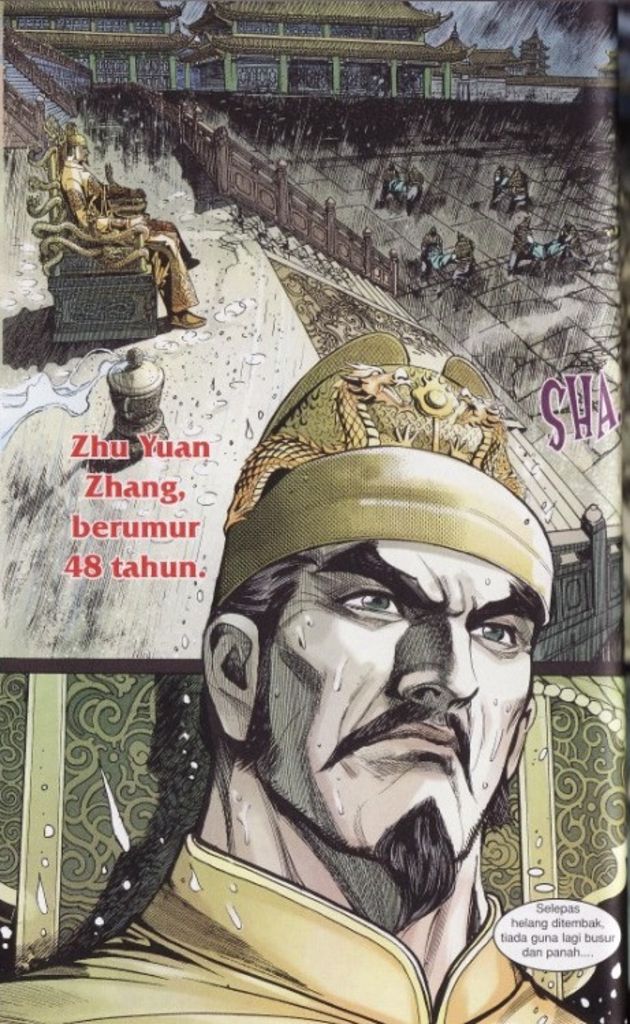 Zhu Yuan
Zhang,
berumur
48 tahun.
SHA
Selepas
helang ditembak,
tiada guna lagi busur
dan panah....